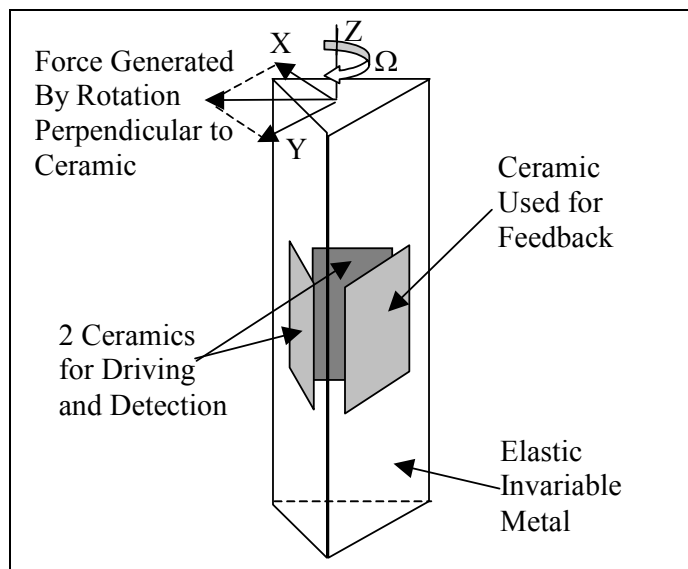 Z
X
Ω
Force Generated
By Rotation
Perpendicular to
Ceramic
Y
Ceramic
Used for
Feedback
2 Ceramics
for Driving
and Detection
Elastic
Invariable
Metal